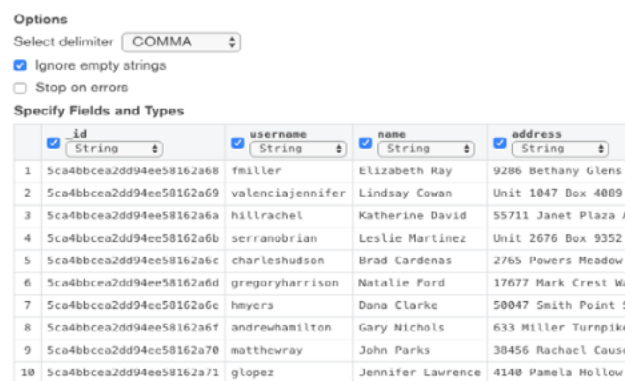 Options
Select delimiter COMMA
Ignore empty strings
Stop on errors
Specify Fields and Types
_id username name address
String String String String
1 5ca4bbcea2dd94ee58162a68 fmiller Elizabeth Ray 9286 Bethany Glens
2 5ca4bbcea2dd94ee58162a69 valenciajennifer Lindsay Cowan Unit 1047 Box 4089
3 5ca4bbcea2dd94ee58162a6a hillrachel Katherine David 55711 Janet Plaza A
4 5ca4bbcea2dd94ee58162a6b serranobrian Leslie Martinez Unit 2676 Box 9352
5 5ca4bbcea2dd94ee58162a6c charleshudson Brad Cardenas 2765 Powers Meadow
6 5ca4bbcea2dd94ee58162a6d gregoryharrison Natalie Ford 17677 Mark Crest Wa
7 5ca4bbcea2dd94ee58162a6e hmyers Dana Clarke 50047 Smith Point S
8 5ca4bbcea2dd94ee58162a6f andrewhamilton Gary Nichols 633 Miller Turnpike
9 5ca4bbcea2dd94ee58162a70 matthewray John Parks 38456 Rachael Cause
10 5ca4bbcea2dd94ee58162a71 glopez Jennifer Lawrence 4140 Pamela Hollow